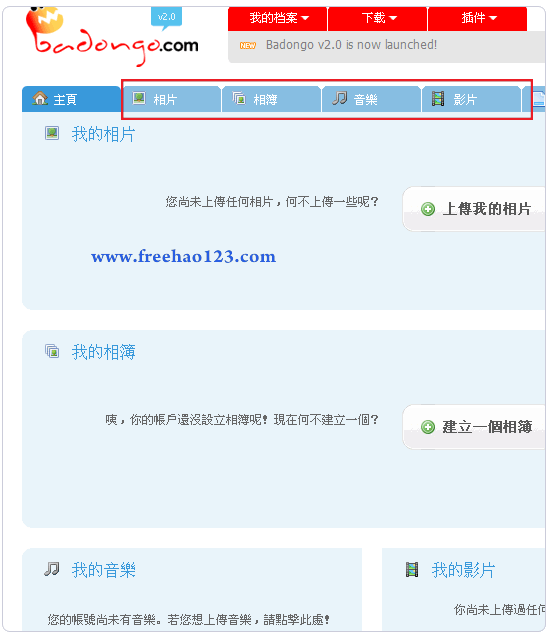 v2.0
badongo.com
我的档案 下载 插件
NEW Badongo v2.0 is now launched!
主頁 相片 相簿 音樂 影片
我的相片
您尚未上傳任何相片，何不上傳一些呢？
上傳我的相片
www.freehao123.com
我的相簿
咦，你的帳戶還沒設立相簿呢！現在何不建立一個？
建立一個相簿
我的音樂
您的帳號尚未有音樂。若您想上傳音樂，請點擊此處！
我的影片
你尚未上傳過任何